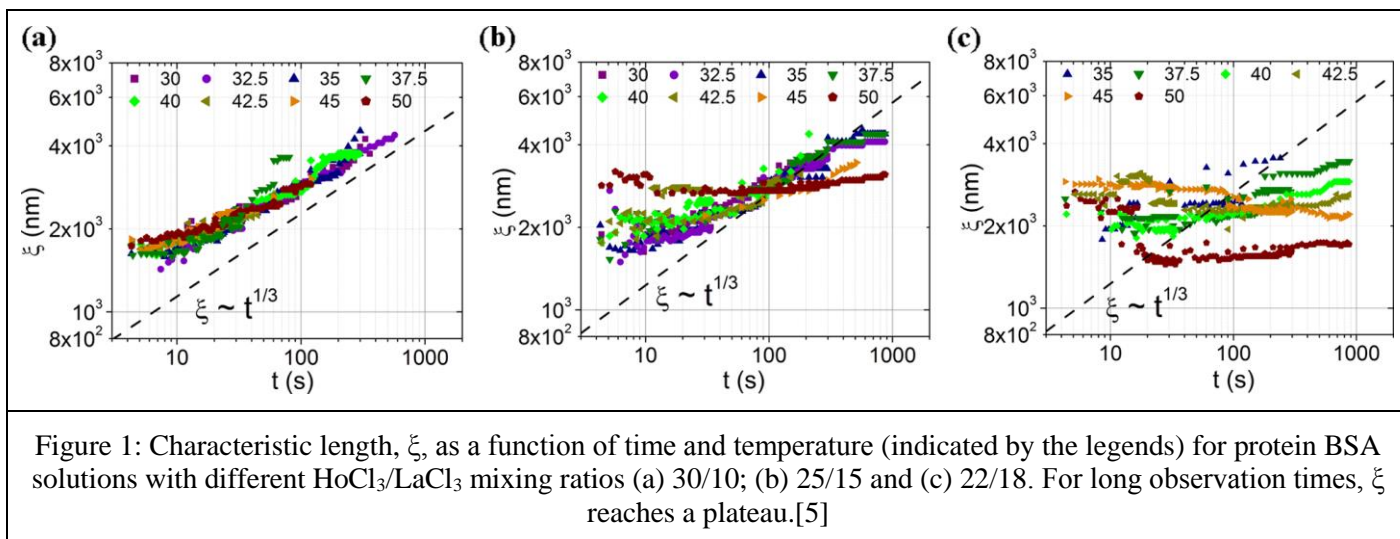 (a)
8x10³
6x10³
4x10³
2x10³
10³
8x10²
ξ (nm)
30 32.5 35 37.5
40 42.5 45 50
ξ ~ t^1/3
10 100 1000
t (s)
(b)
8x10³
6x10³
4x10³
2x10³
10³
8x10²
ξ (nm)
30 32.5 35 37.5
40 42.5 45 50
ξ ~ t^1/3
10 100 1000
t (s)
(c)
8x10³
6x10³
4x10³
2x10³
10³
8x10²
ξ (nm)
35 37.5 40 42.5
45 50
ξ ~ t^1/3
10 100 1000
t (s)
Figure 1: Characteristic length, ξ, as a function of time and temperature (indicated by the legends) for protein BSA
solutions with different HoCl₃/LaCl₃ mixing ratios (a) 30/10; (b) 25/15 and (c) 22/18. For long observation times, ξ
reaches a plateau.[5]